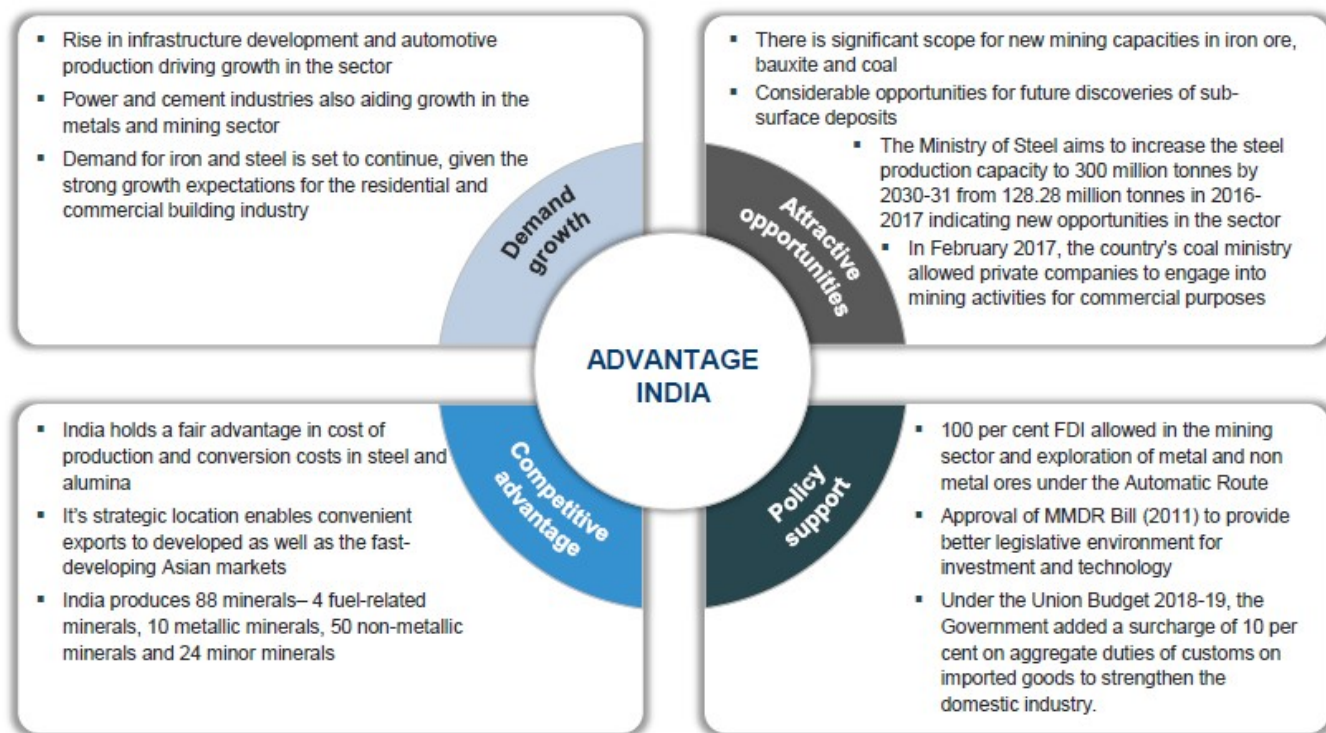 ▪ Rise in infrastructure development and automotive
production driving growth in the sector
▪ Power and cement industries also aiding growth in the
metals and mining sector
▪ Demand for iron and steel is set to continue, given the
strong growth expectations for the residential and
commercial building industry
Demand
growth
▪ There is significant scope for new mining capacities in iron ore,
bauxite and coal
▪ Considerable opportunities for future discoveries of sub-
surface deposits
▪ The Ministry of Steel aims to increase the steel
production capacity to 300 million tonnes by
2030-31 from 128.28 million tonnes in 2016-
2017 indicating new opportunities in the sector
▪ In February 2017, the country's coal ministry
allowed private companies to engage into
mining activities for commercial purposes
Attractive
opportunities
ADVANTAGE
INDIA
▪ India holds a fair advantage in cost of
production and conversion costs in steel and
alumina
▪ It's strategic location enables convenient
exports to developed as well as the fast-
developing Asian markets
▪ India produces 88 minerals– 4 fuel-related
minerals, 10 metallic minerals, 50 non-metallic
minerals and 24 minor minerals
Competitive
advantage
▪ 100 per cent FDI allowed in the mining
sector and exploration of metal and non
metal ores under the Automatic Route
▪ Approval of MMDR Bill (2011) to provide
better legislative environment for
investment and technology
▪ Under the Union Budget 2018-19, the
Government added a surcharge of 10 per
cent on aggregate duties of customs on
imported goods to strengthen the
domestic industry.
Policy
support